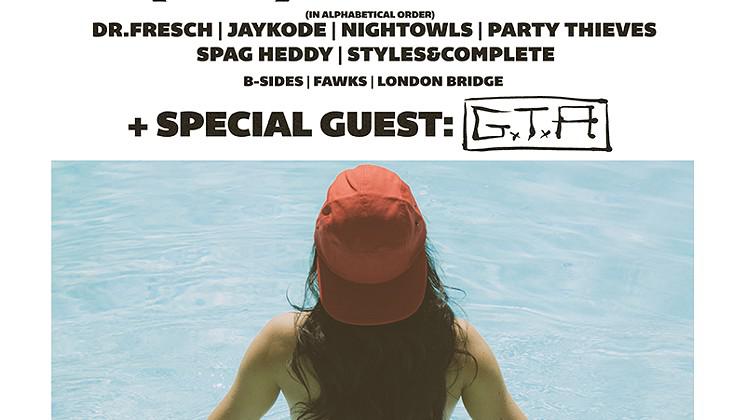 (IN ALPHABETICAL ORDER)
DR.FRESCH | JAYKODE | NIGHTOWLS | PARTY THIEVES
SPAG HEDDY | STYLES&COMPLETE
B-SIDES | FAWKS | LONDON BRIDGE
+ SPECIAL GUEST: G.T.A